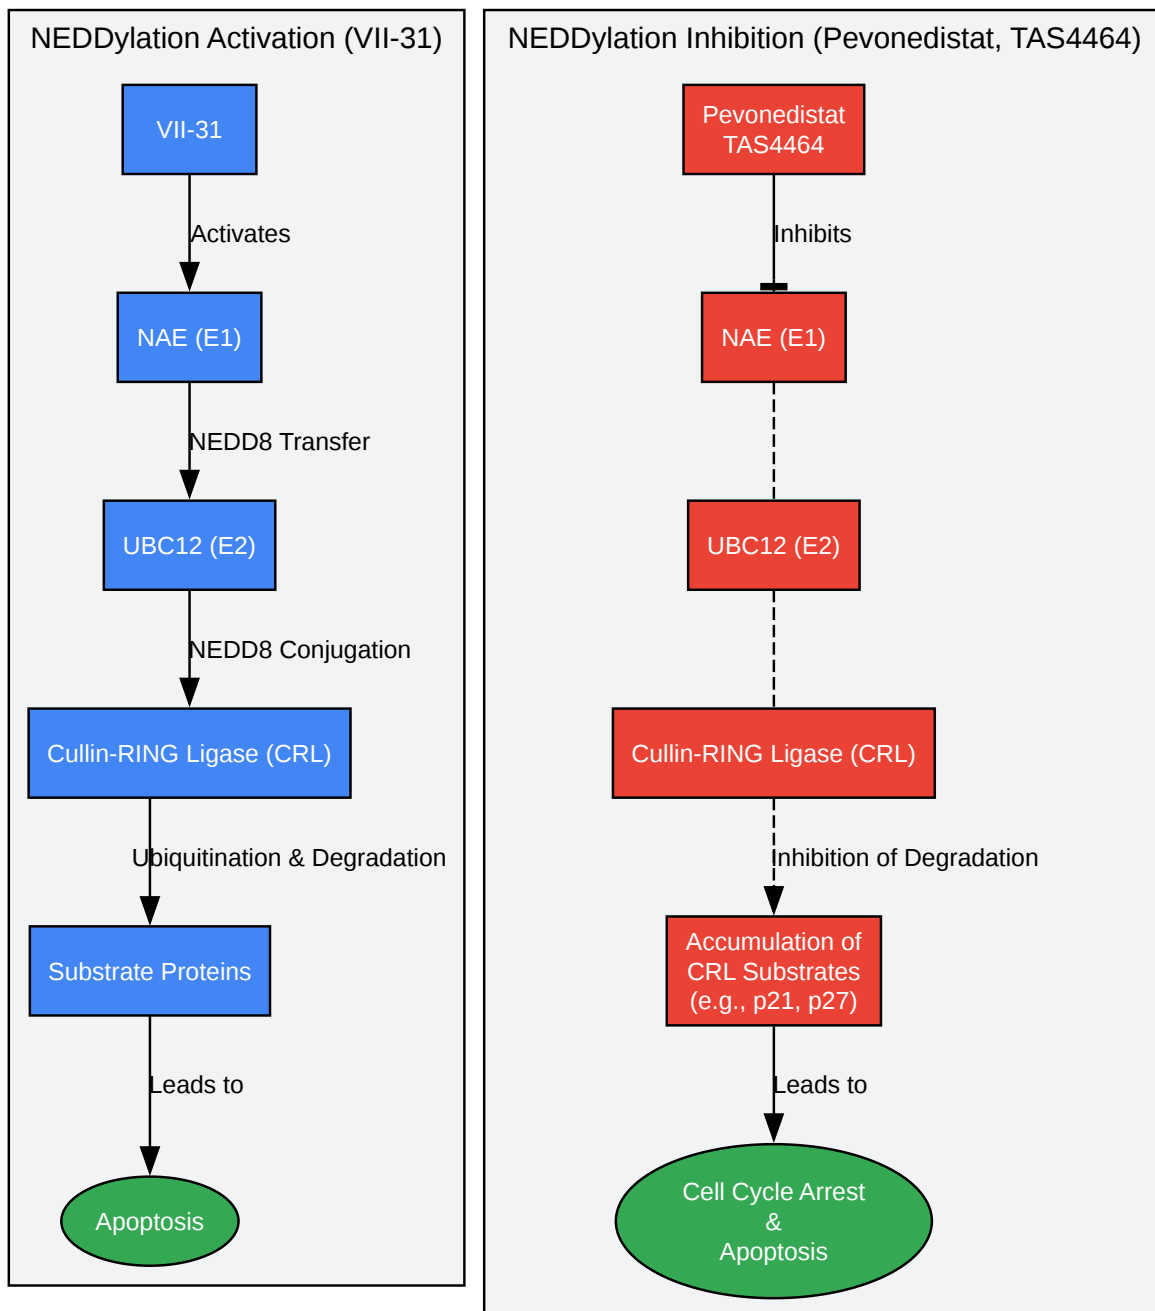 NEDDylation Activation (VII-31)
VII-31
Activates
NAE (E1)
NEDD8 Transfer
UBC12 (E2)
NEDD8 Conjugation
Cullin-RING Ligase (CRL)
Ubiquitination & Degradation
Substrate Proteins
Leads to
Apoptosis
NEDDylation Inhibition (Pevonedistat, TAS4464)
Pevonedistat
TAS4464
Inhibits
NAE (E1)
UBC12 (E2)
Cullin-RING Ligase (CRL)
Inhibition of Degradation
Accumulation of
CRL Substrates
(e.g., p21, p27)
Leads to
Cell Cycle Arrest
&
Apoptosis